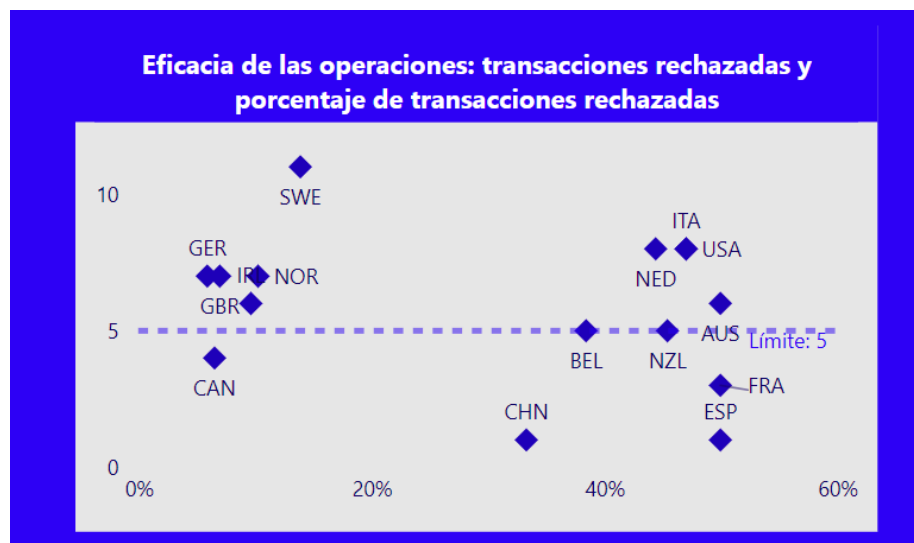 Eficacia de las operaciones: transacciones rechazadas y
porcentaje de transacciones rechazadas
10
SWE
ITA
GER
USA
IRL
NOR
NED
GBR
5
AUS
Límite: 5
BEL
NZL
CAN
FRA
CHN
ESP
0
0%
20%
40%
60%